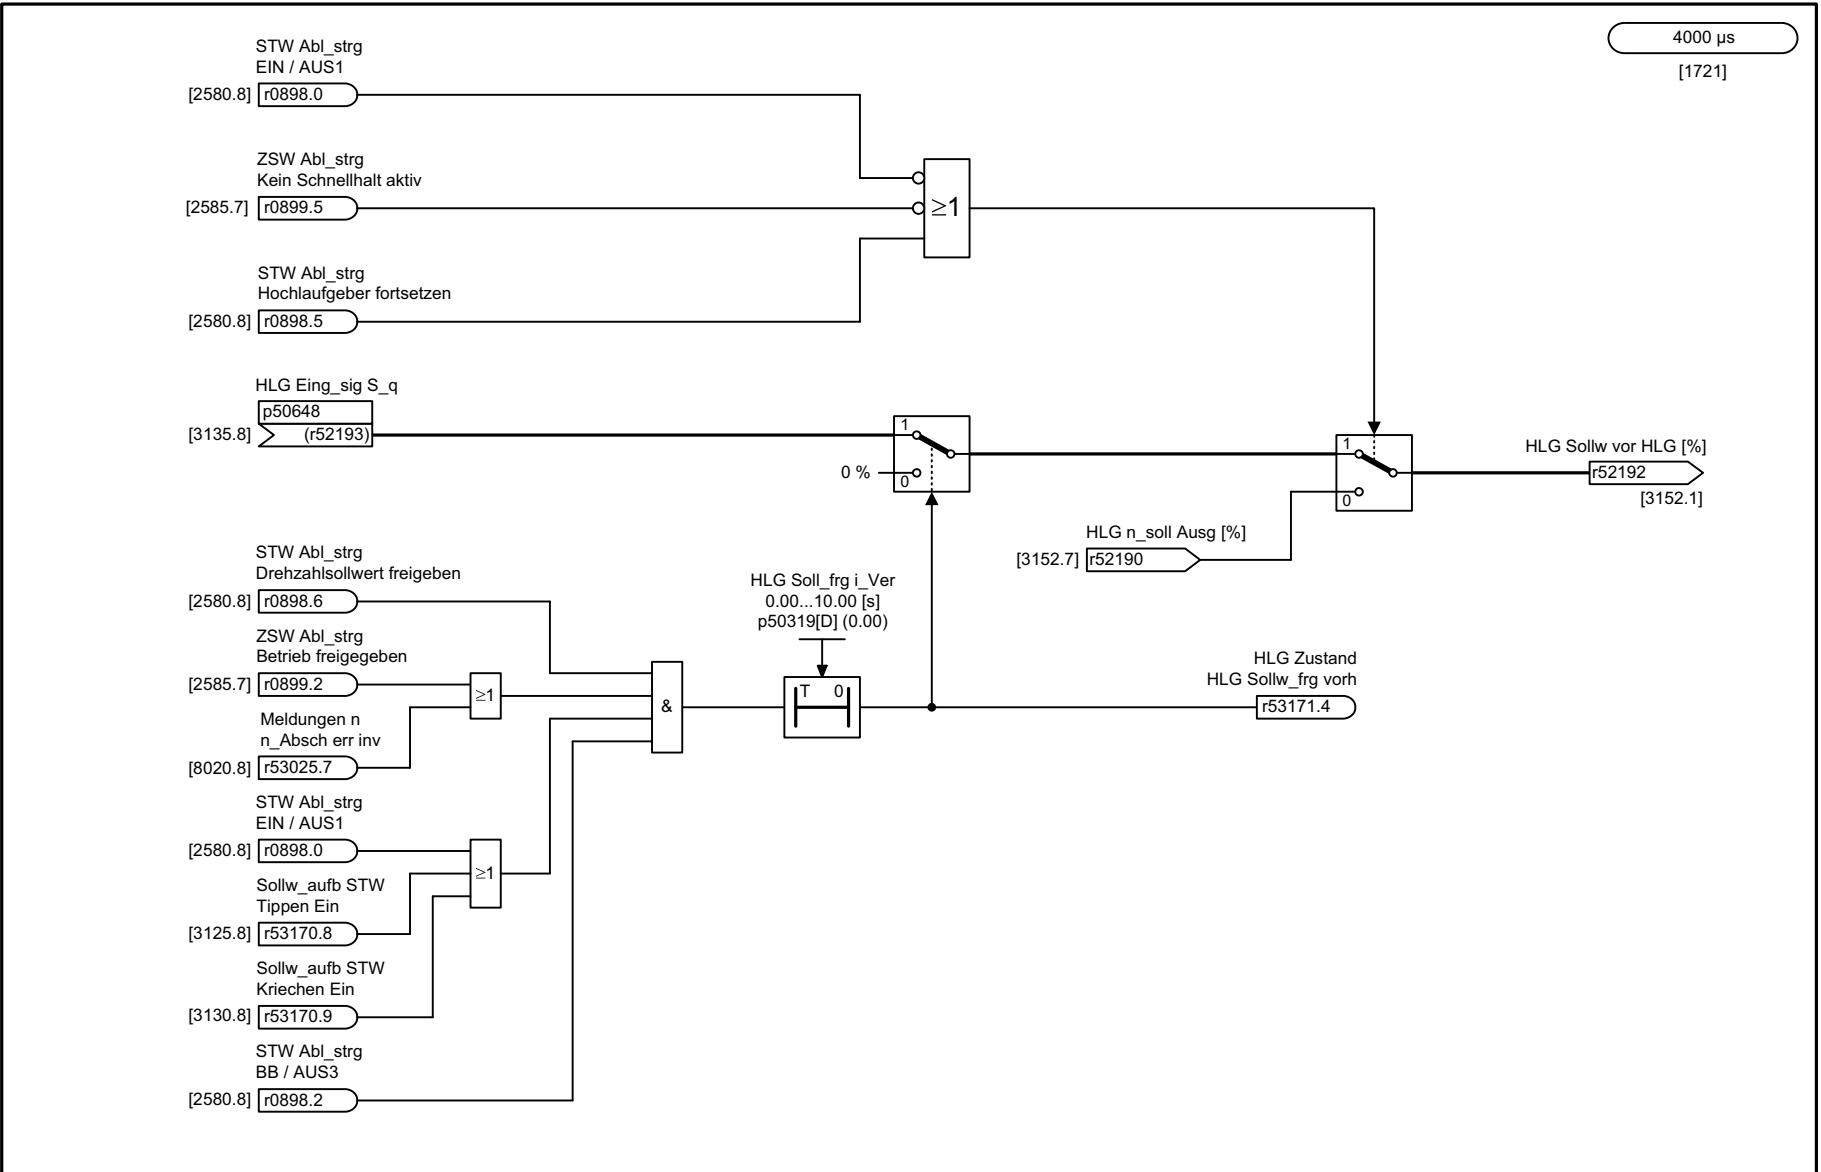 4000 µs
[1721]
STW Abl_strg
EIN / AUS1
[2580.8] r0898.0
ZSW Abl_strg
Kein Schnellhalt aktiv
[2585.7] r0899.5
≥1
STW Abl_strg
Hochlaufgeber fortsetzen
[2580.8] r0898.5
HLG Eing_sig S_q
p50648
[3135.8] (r52193)
1
0 %
0
1
0
HLG Sollw vor HLG [%]
r52192
[3152.1]
HLG n_soll Ausg [%]
[3152.7] r52190
STW Abl_strg
Drehzahlsollwert freigeben
[2580.8] r0898.6
ZSW Abl_strg
Betrieb freigegeben
[2585.7] r0899.2
≥1
Meldungen n
n_Absch err inv
[8020.8] r53025.7
&
HLG Soll_frg i_Ver
0.00...10.00 [s]
p50319[D] (0.00)
T 0
HLG Zustand
HLG Sollw_frg vorh
r53171.4
STW Abl_strg
EIN / AUS1
[2580.8] r0898.0
≥1
Sollw_aufb STW
Tippen Ein
[3125.8] r53170.8
Sollw_aufb STW
Kriechen Ein
[3130.8] r53170.9
STW Abl_strg
BB / AUS3
[2580.8] r0898.2